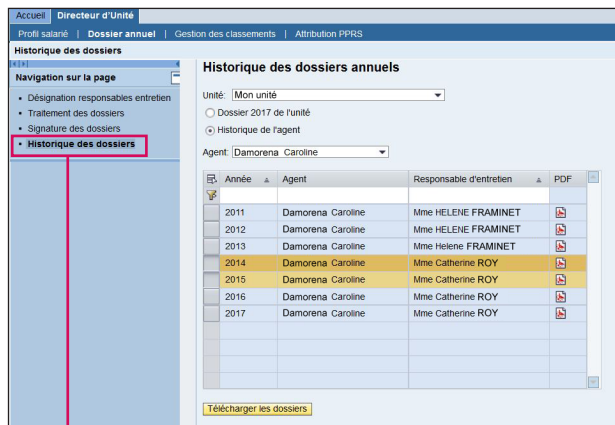 Accueil Directeur d'Unité
Profil salarié | Dossier annuel | Gestion des classements | Attribution PPRS
Historique des dossiers
Navigation sur la page
• Désignation responsables entretien
• Traitement des dossiers
• Signature des dossiers
• Historique des dossiers
Historique des dossiers annuels
Unité: Mon unité
Dossier 2017 de l'unité
Historique de l'agent
Agent: Damorena Caroline
Année Agent Responsable d'entretien PDF
2011 Damorena Caroline Mme HELENE FRAMINET
2012 Damorena Caroline Mme HELENE FRAMINET
2013 Damorena Caroline Mme Helene FRAMINET
2014 Damorena Caroline Mme Catherine ROY
2015 Damorena Caroline Mme Catherine ROY
2016 Damorena Caroline Mme Catherine ROY
2017 Damorena Caroline Mme Catherine ROY
Télécharger les dossiers